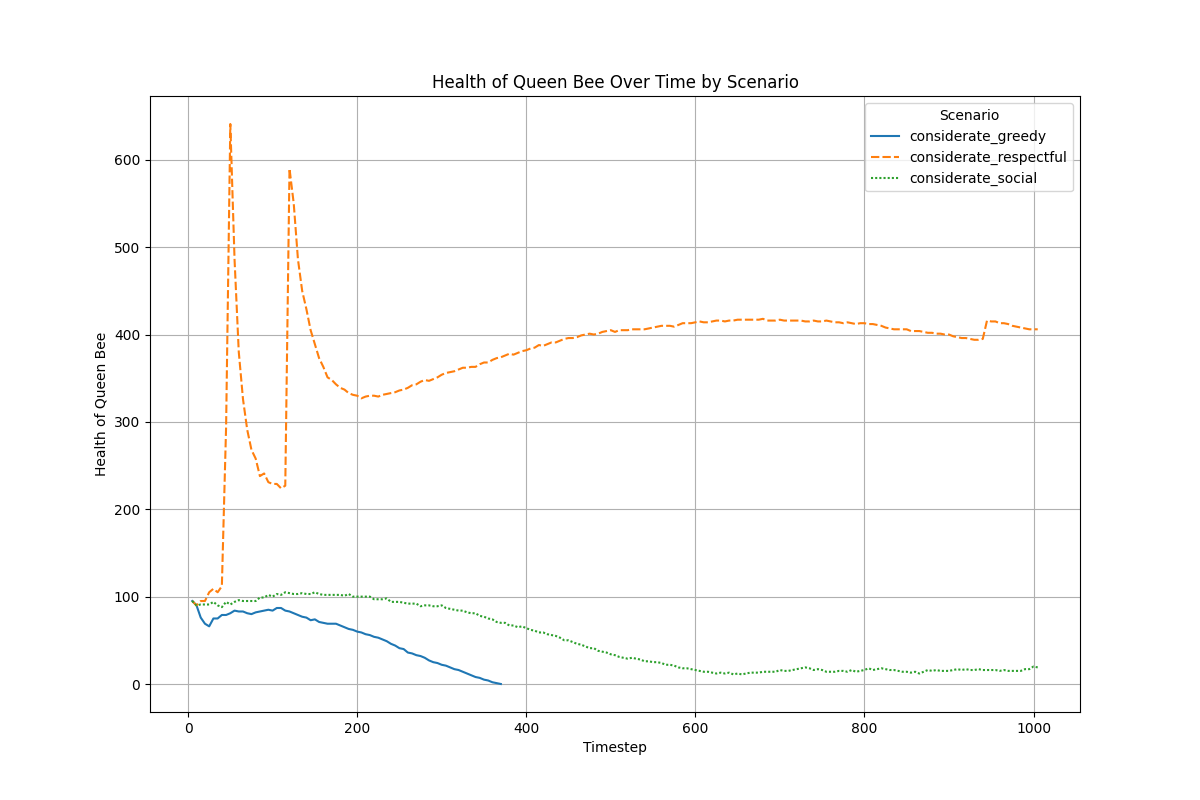 Health of Queen Bee Over Time by Scenario
Health of Queen Bee
600
500
400
300
200
100
0
Scenario
considerate_greedy
considerate_respectful
considerate_social
0 200 400 600 800 1000
Timestep